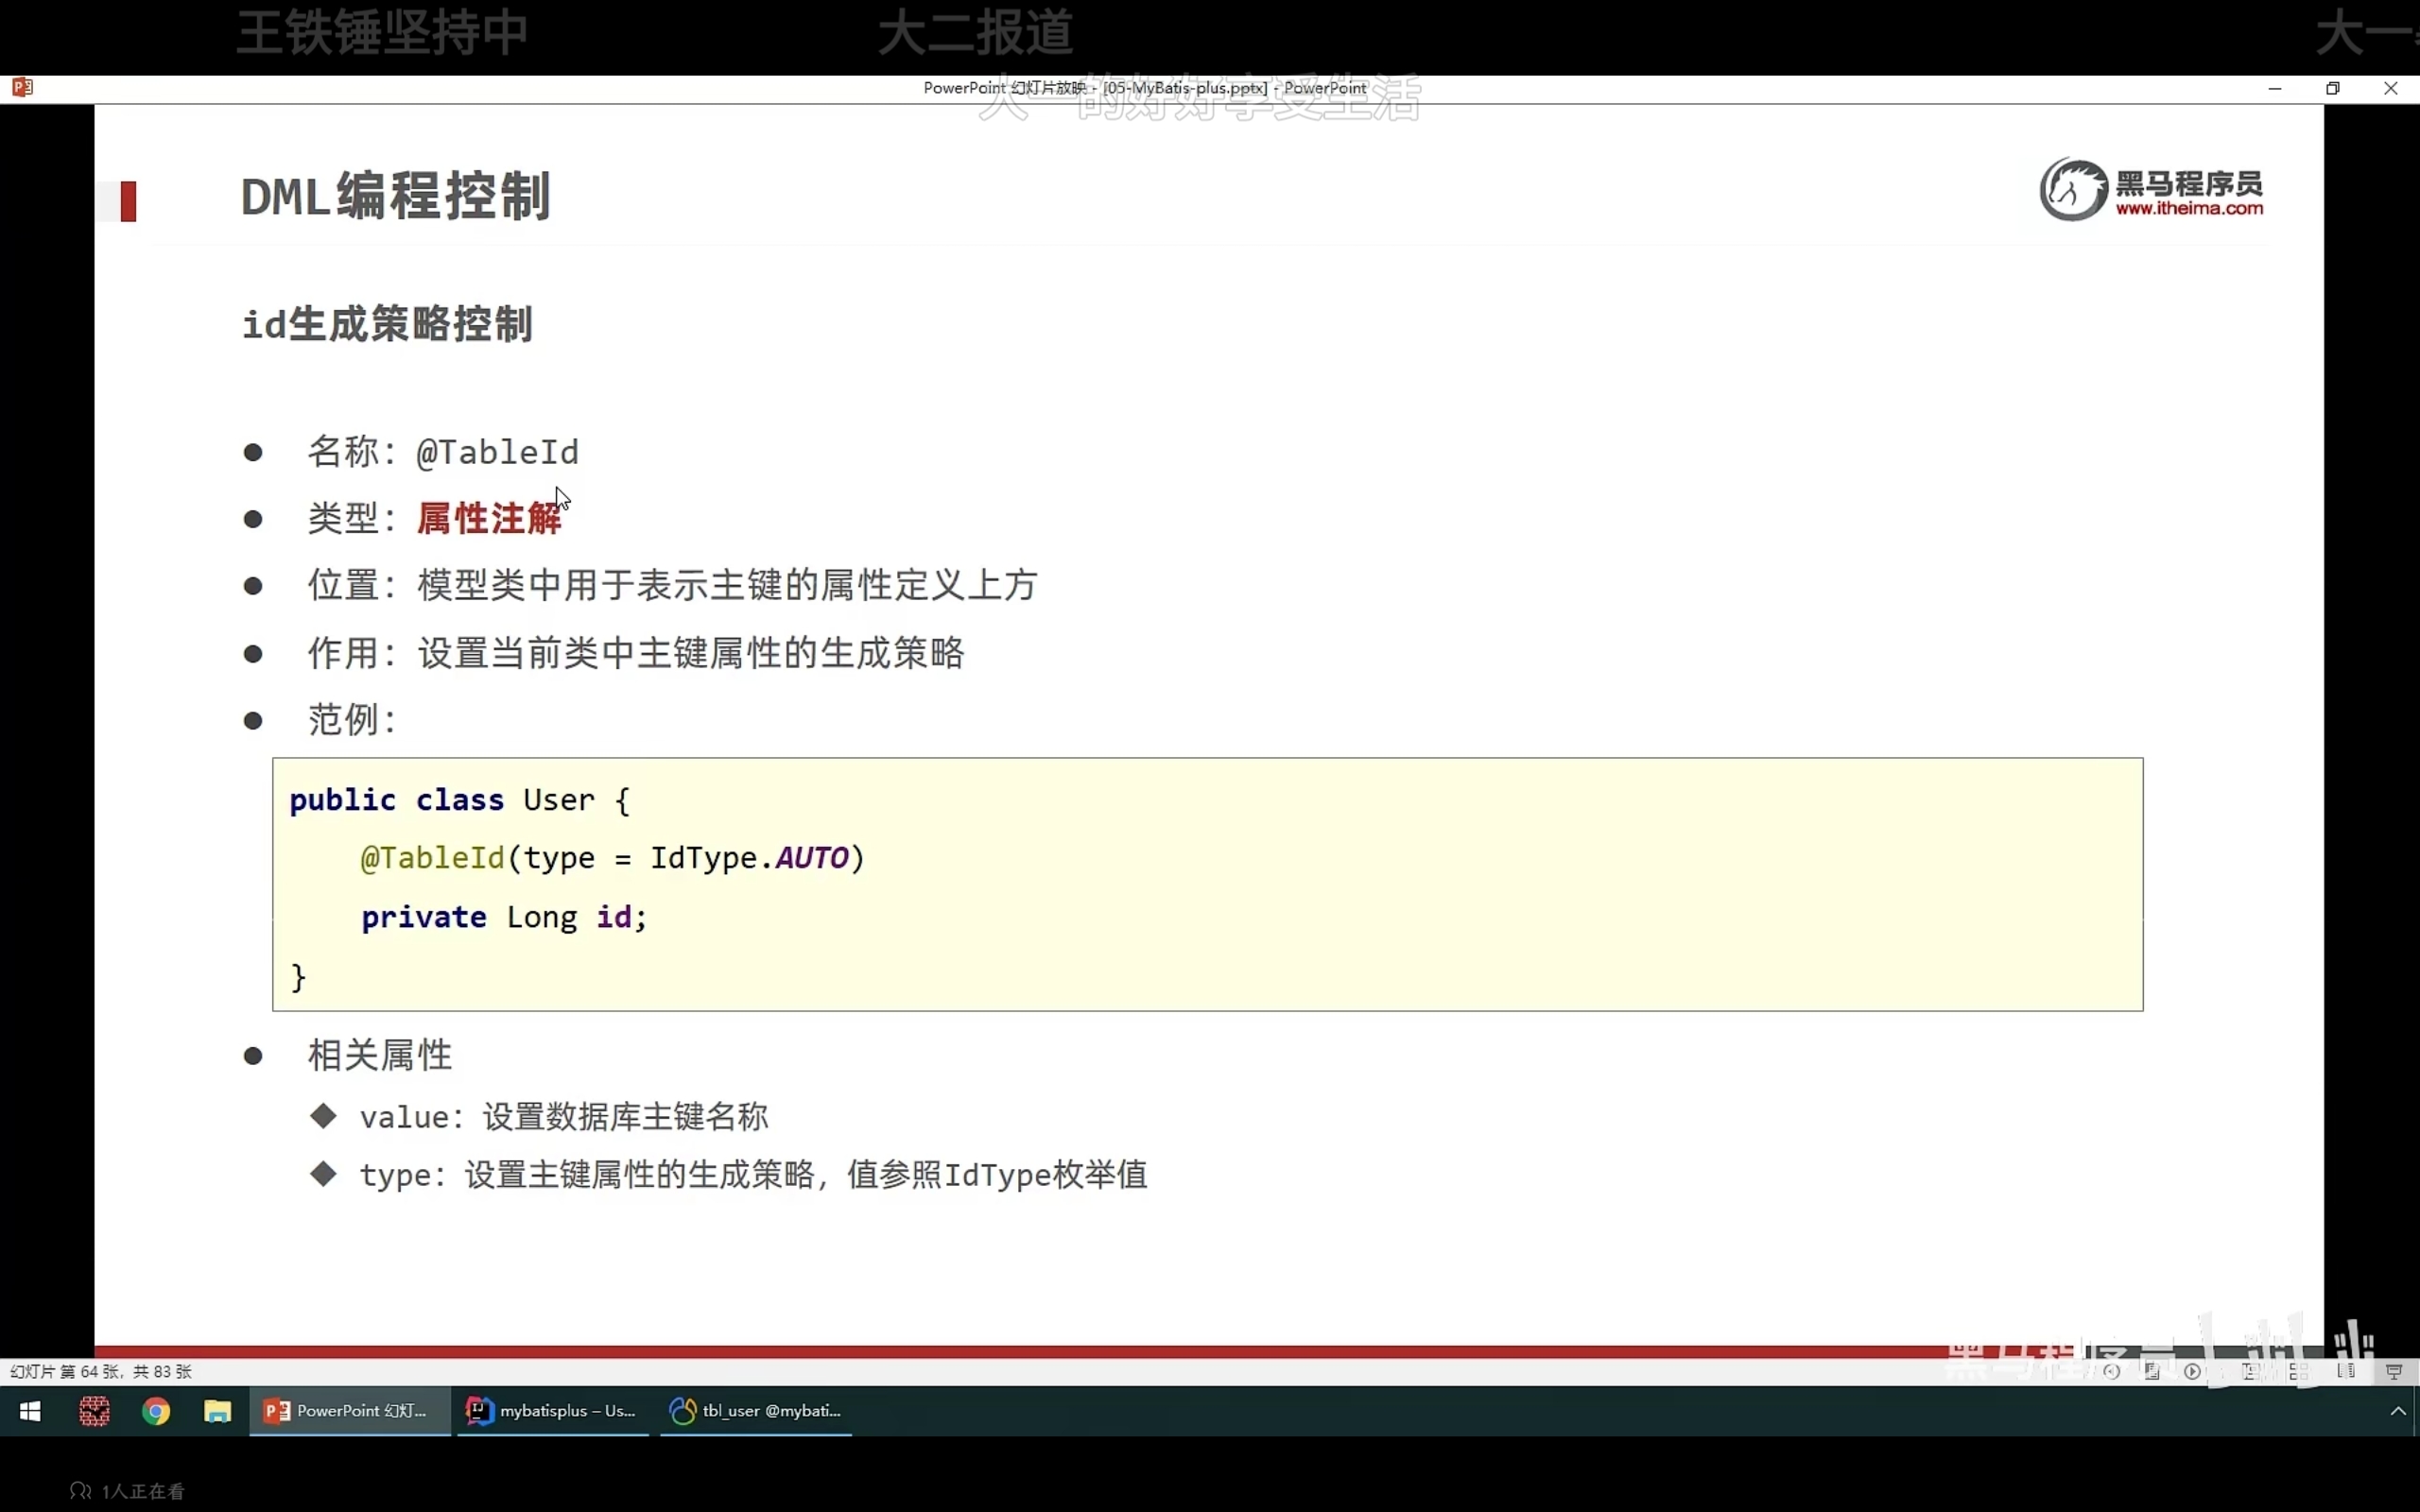 王铁锤坚持中 大二报道 大一
PowerPoint 幻灯片放映 - [05-MyBatis-plus.pptx] - PowerPoint
大一的好好享受生活
DML编程控制
黑马程序员
www.itheima.com
id生成策略控制
● 名称：@TableId
● 类型：属性注解
● 位置：模型类中用于表示主键的属性定义上方
● 作用：设置当前类中主键属性的生成策略
● 范例：
public class User {
@TableId(type = IdType.AUTO)
private Long id;
}
● 相关属性
◆ value：设置数据库主键名称
◆ type：设置主键属性的生成策略，值参照IdType枚举值
黑马程序员
幻灯片 第 64 张，共 83 张
PowerPoint 幻灯... mybatisplus – Us... tbl_user @mybati...
1人正在看